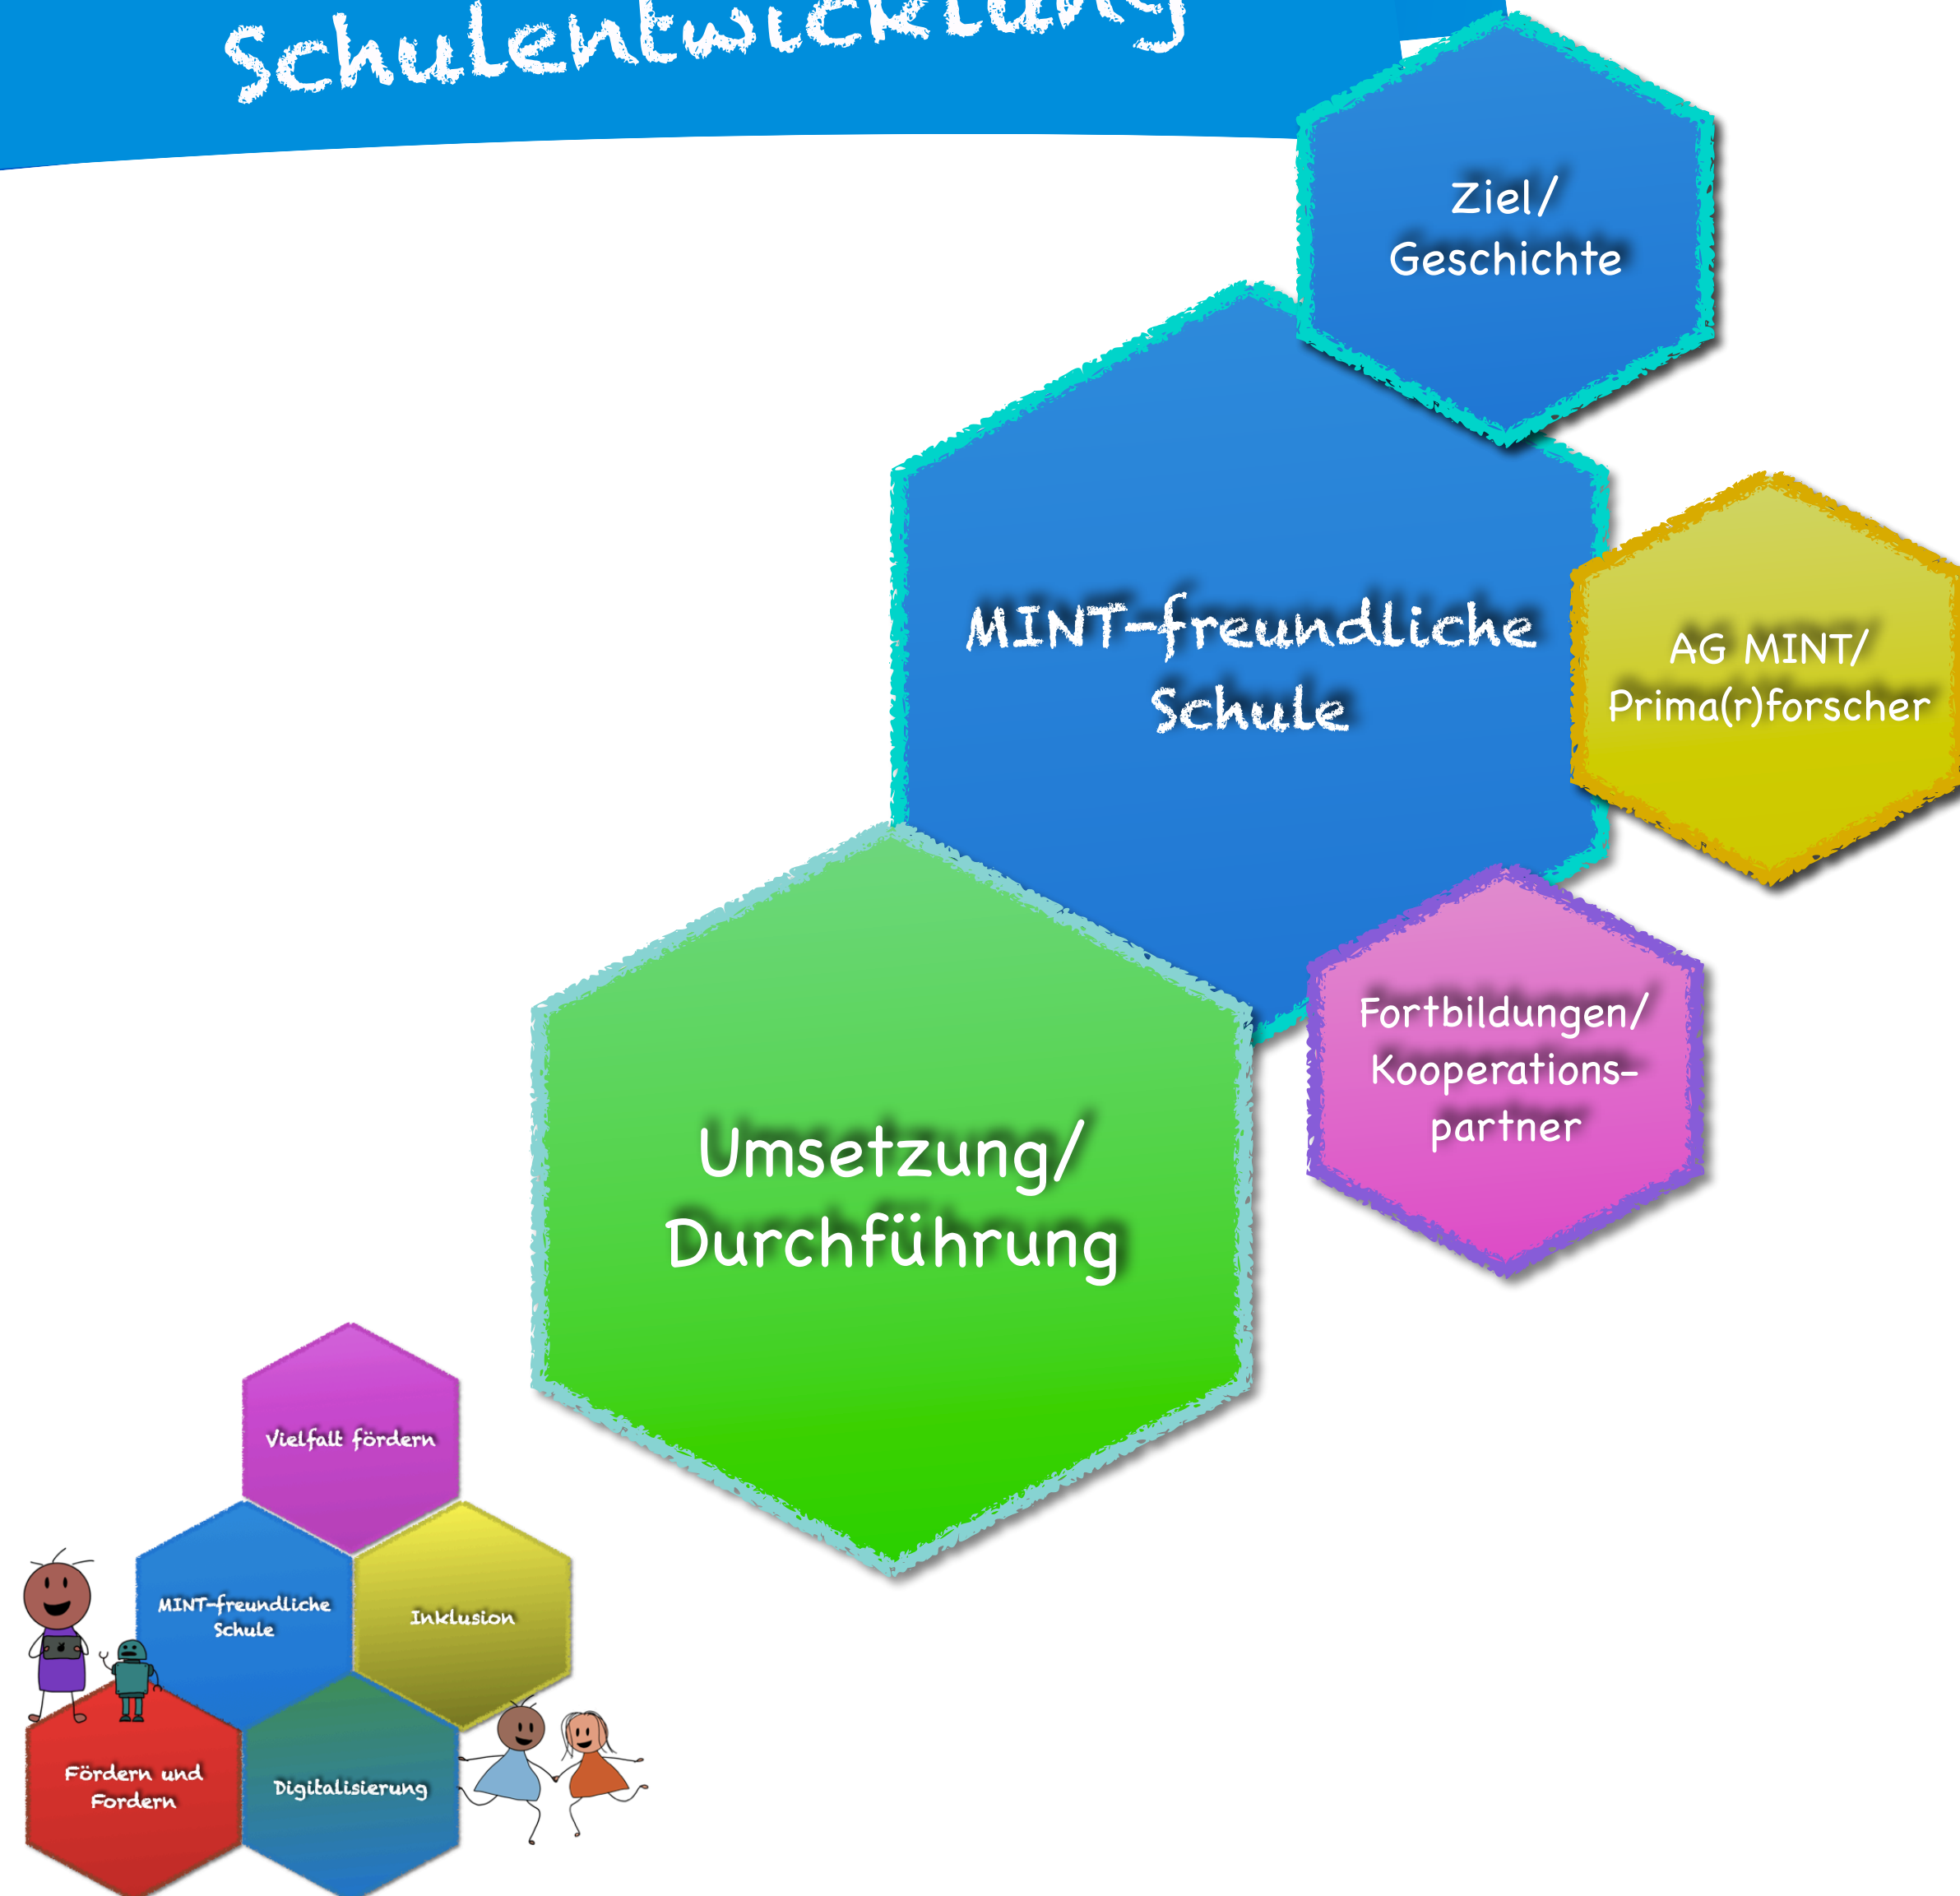 Schulentwicklung
Ziel/
Geschichte
MINT-freundliche
Schule
AG MINT/
Prima(r)forscher
Fortbildungen/
Kooperations-
partner
Umsetzung/
Durchführung
Vielfalt fördern
MINT-freundliche
Schule
Inklusion
Fördern und
Fordern
Digitalisierung